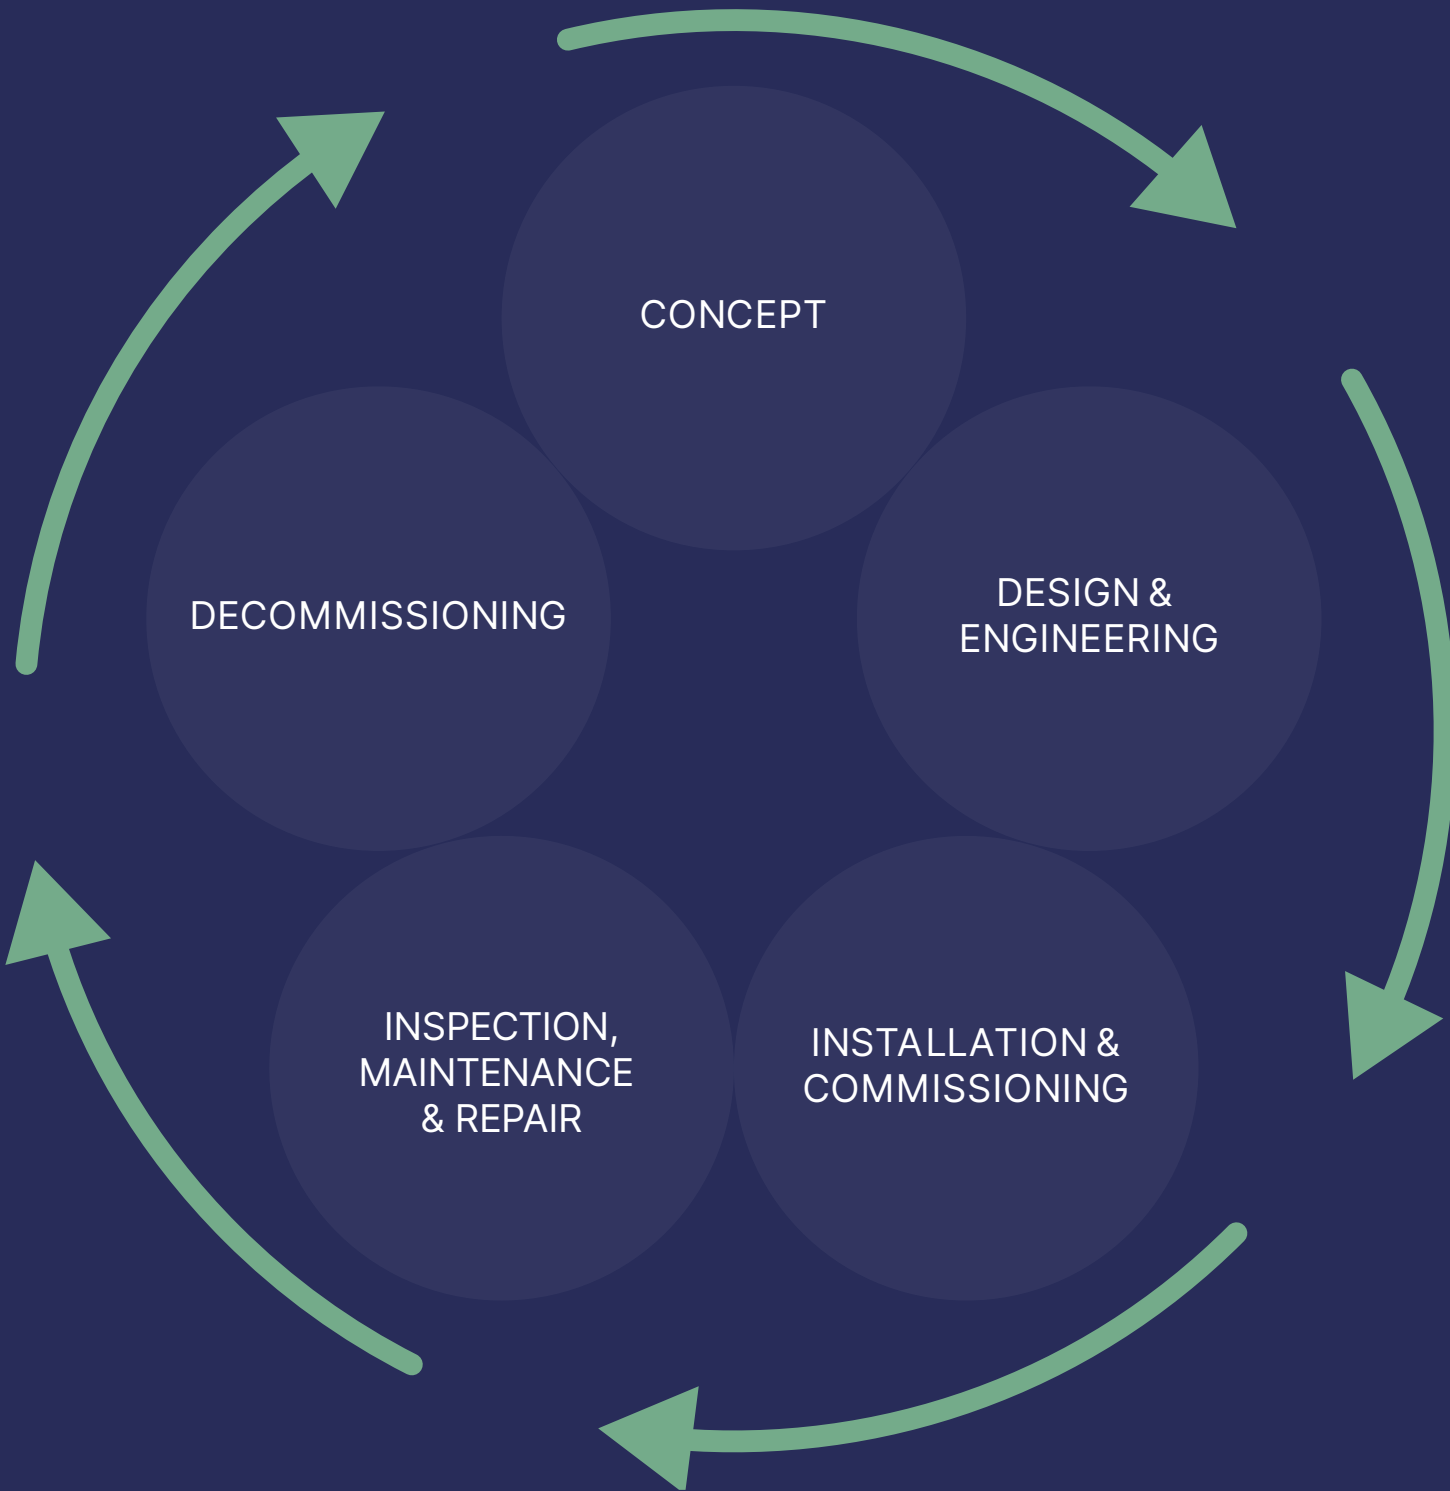 CONCEPT
DESIGN &
ENGINEERING
INSTALLATION &
COMMISSIONING
INSPECTION,
MAINTENANCE
& REPAIR
DECOMMISSIONING